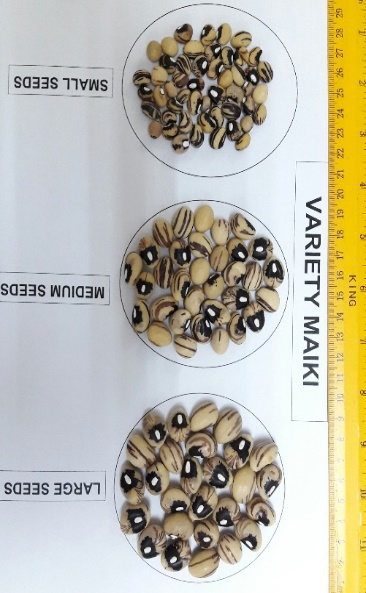 SMALL SEEDS
MEDIUM SEEDS
LARGE SEEDS
VARIETY MAIKI
KING